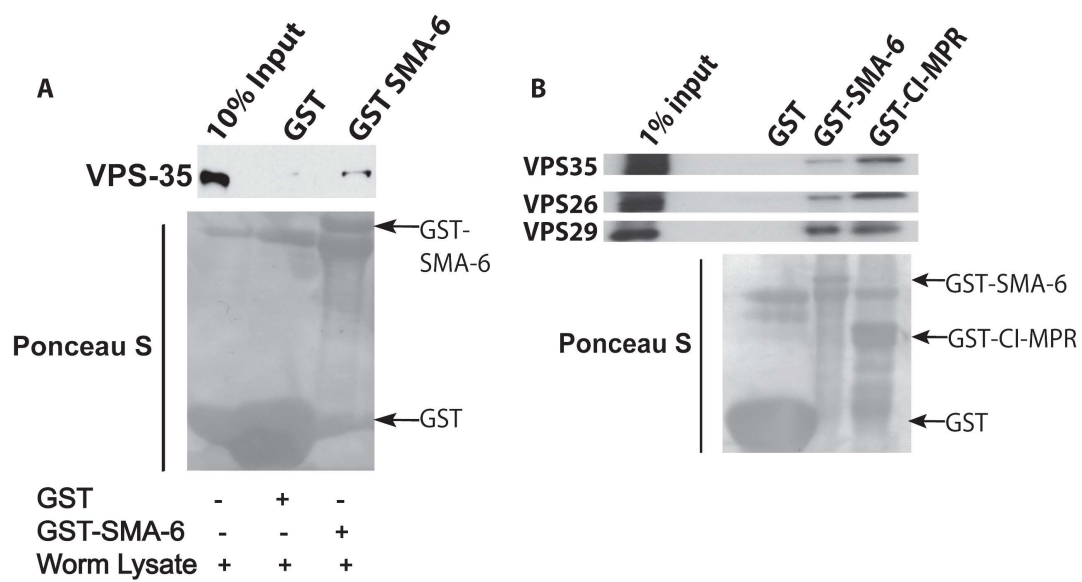 A
10% Input
GST
GST SMA-6
VPS-35
GST-
SMA-6
Ponceau S
GST
GST - + -
GST-SMA-6 - - +
Worm Lysate + + +
B
1% input
GST
GST-SMA-6
GST-CI-MPR
VPS35
VPS26
VPS29
GST-SMA-6
Ponceau S
GST-CI-MPR
GST